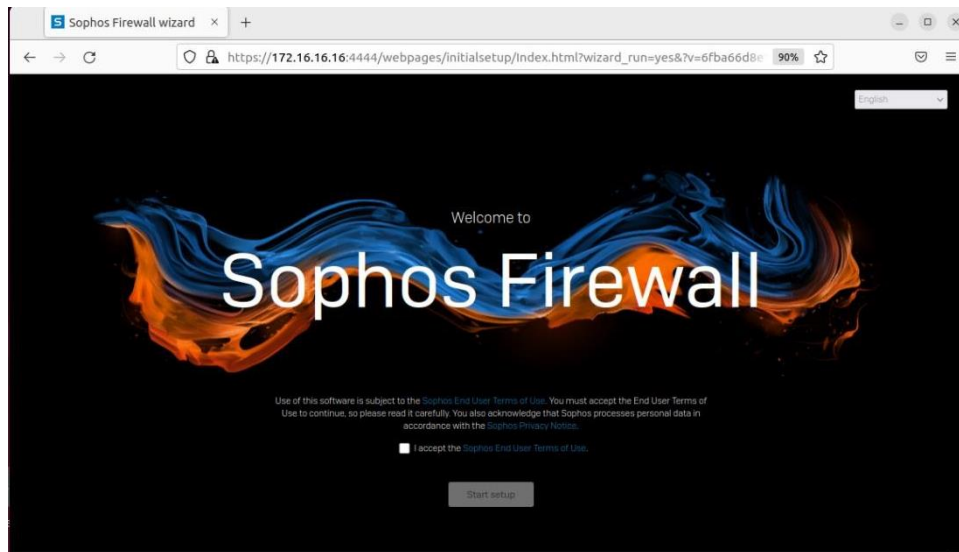 Sophos Firewall wizard
https://172.16.16.16:4444/webpages/initialsetup/Index.html?wizard_run=yes&?v=6fba66d8e
90%
English
Welcome to
Sophos Firewall
Use of this software is subject to the Sophos End User Terms of Use. You must accept the End User Terms of
Use to continue, so please read it carefully. You also acknowledge that Sophos processes personal data in
accordance with the Sophos Privacy Notice.
I accept the Sophos End User Terms of Use.
Start setup